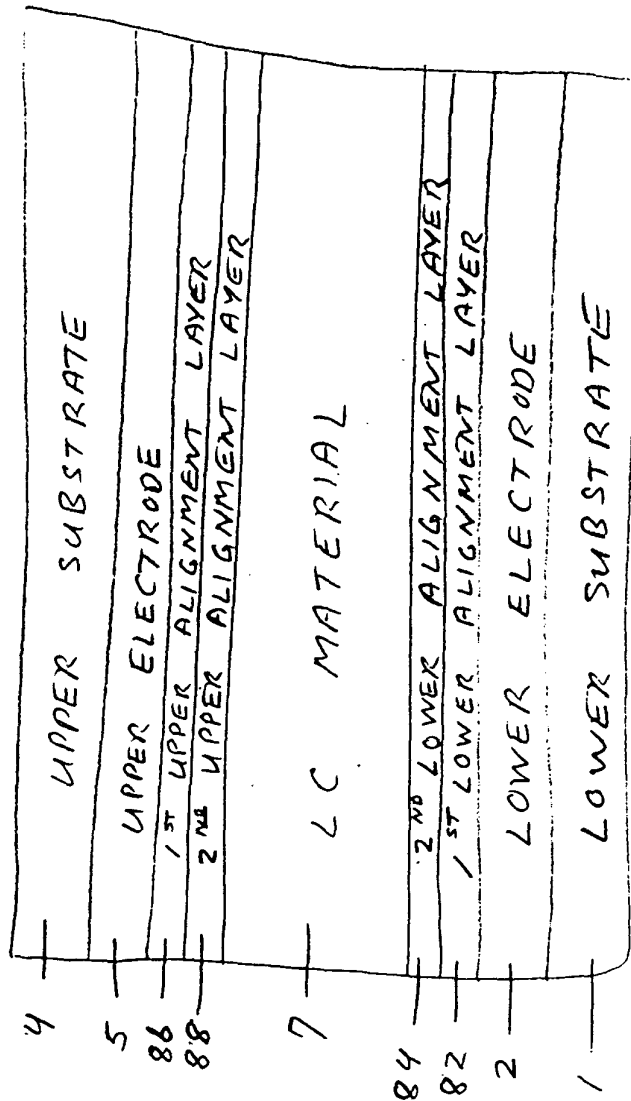 4 UPPER SUBSTRATE
5 UPPER ELECTRODE
86 1ST UPPER ALIGNMENT LAYER
88 2ND UPPER ALIGNMENT LAYER
7 LC MATERIAL
84 2ND LOWER ALIGNMENT LAYER
82 1ST LOWER ALIGNMENT LAYER
2 LOWER ELECTRODE
1 LOWER SUBSTRATE